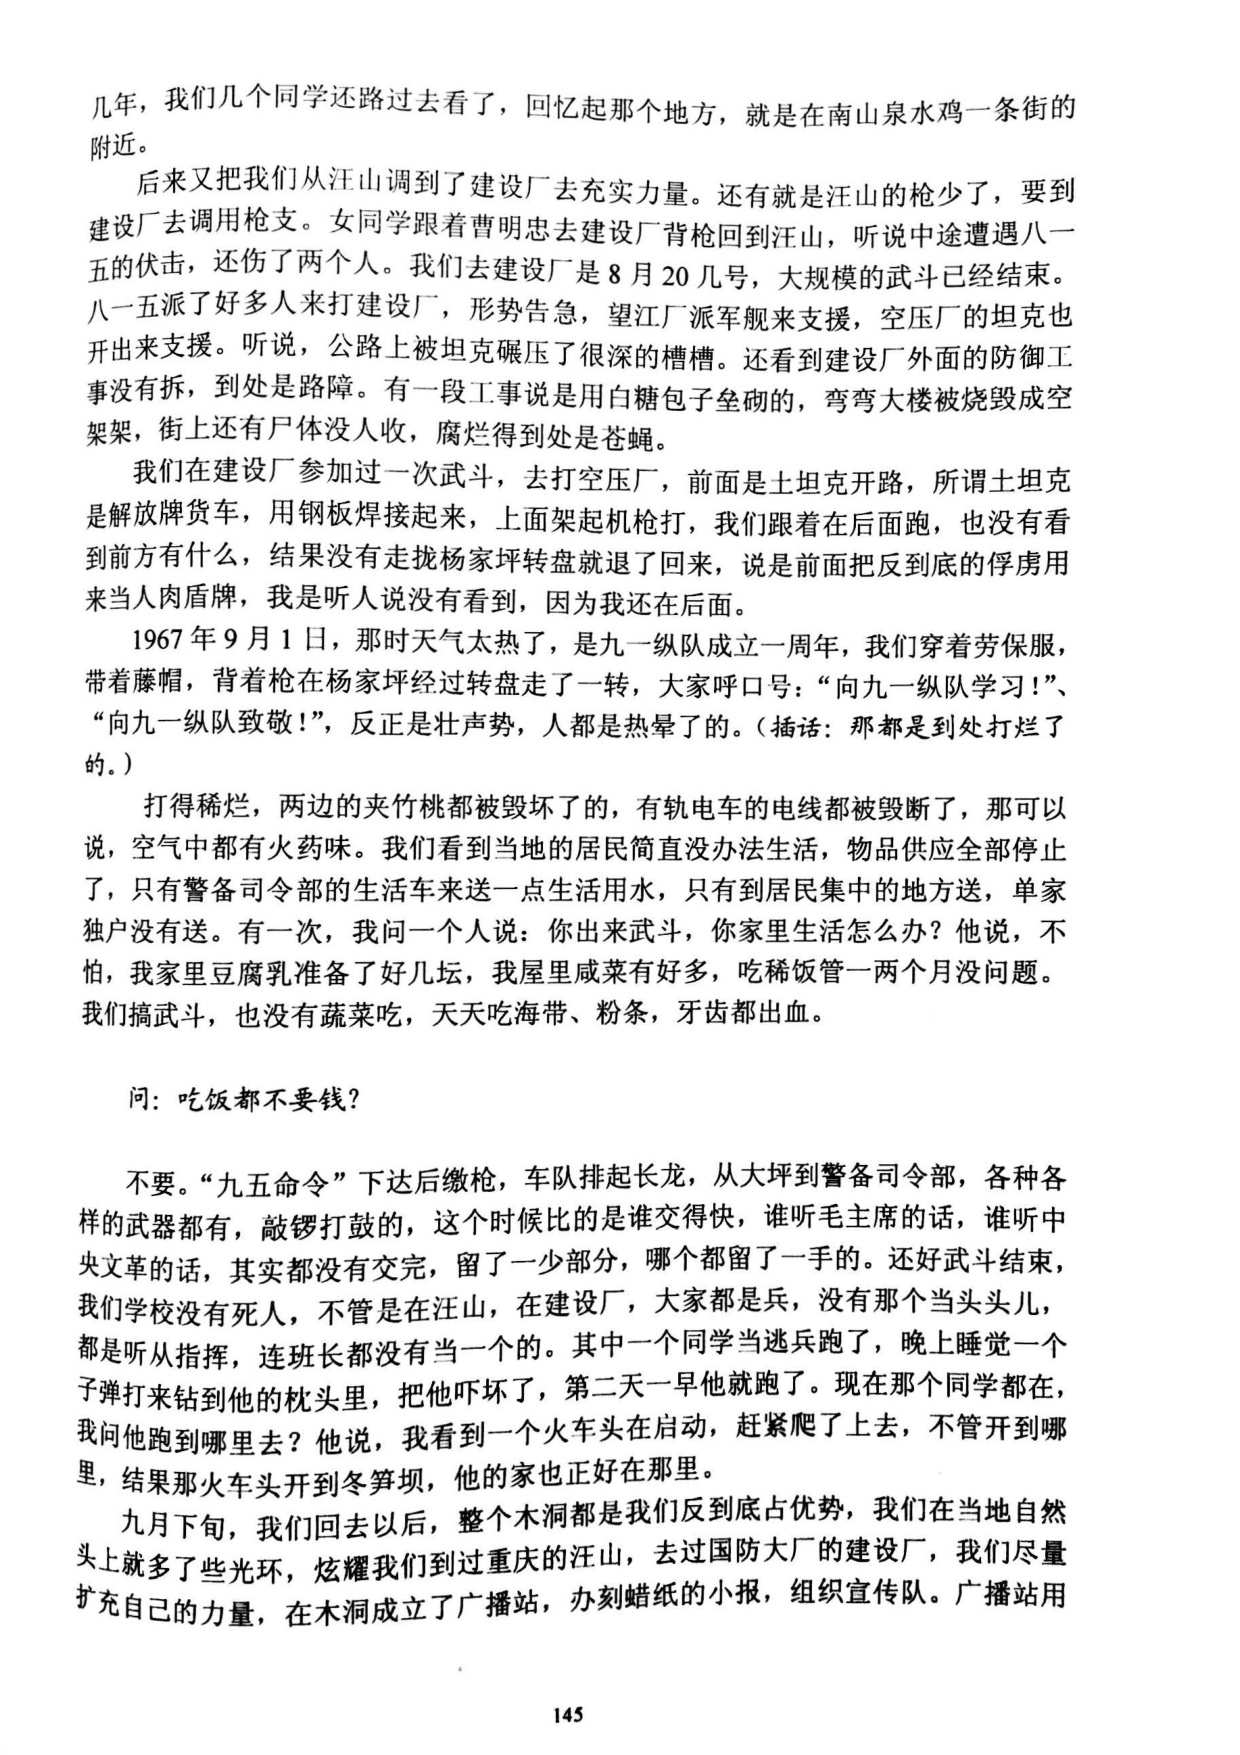 几年，我们几个同学还路过去看了，回忆起那个地方，就是在南山泉水鸡一条街的
附近。
后来又把我们从汪山调到了建设厂去充实力量。还有就是汪山的枪少了，要到
建设厂去调用枪支。女同学跟着曹明忠去建设厂背枪回到汪山，听说中途遭遇八一
五的伏击，还伤了两个人。我们去建设厂是 8 月 20 几号，大规模的武斗已经结束。
八一五派了好多人来打建设厂，形势告急，望江厂派军舰来支援，空压厂的坦克也
开出来支援。听说，公路上被坦克碾压了很深的槽槽。还看到建设厂外面的防御工
事没有拆，到处是路障。有一段工事说是用白糖包子垒砌的，弯弯大楼被烧毁成空
架架，街上还有尸体没人收，腐烂得到处是苍蝇。
我们在建设厂参加过一次武斗，去打空压厂，前面是土坦克开路，所谓土坦克
是解放牌货车，用钢板焊接起来，上面架起机枪打，我们跟着在后面跑，也没有看
到前方有什么，结果没有走拢杨家坪转盘就退了回来，说是前面把反到底的俘虏用
来当人肉盾牌，我是听人说没有看到，因为我还在后面。
1967 年 9 月 1 日，那时天气太热了，是九一纵队成立一周年，我们穿着劳保服，
带着藤帽，背着枪在杨家坪经过转盘走了一转，大家呼口号：“向九一纵队学习！”、
“向九一纵队致敬！”，反正是壮声势，人都是热晕了的。（插话：那都是到处打烂了
的。）
打得稀烂，两边的夹竹桃都被毁坏了的，有轨电车的电线都被毁断了，那可以
说，空气中都有火药味。我们看到当地的居民简直没办法生活，物品供应全部停止
了，只有警备司令部的生活车来送一点生活用水，只有到居民集中的地方送，单家
独户没有送。有一次，我问一个人说：你出来武斗，你家里生活怎么办？他说，不
怕，我家里豆腐乳准备了好几坛，我屋里咸菜有好多，吃稀饭管一两个月没问题。
我们搞武斗，也没有蔬菜吃，天天吃海带、粉条，牙齿都出血。
问：吃饭都不要钱？
不要。“九五命令”下达后缴枪，车队排起长龙，从大坪到警备司令部，各种各
样的武器都有，敲锣打鼓的，这个时候比的是谁交得快，谁听毛主席的话，谁听中
央文革的话，其实都没有交完，留了一少部分，哪个都留了一手的。还好武斗结束，
我们学校没有死人，不管是在汪山，在建设厂，大家都是兵，没有那个当头头儿，
都是听从指挥，连班长都没有当一个的。其中一个同学当逃兵跑了，晚上睡觉一个
子弹打来钻到他的枕头里，把他吓坏了，第二天一早他就跑了。现在那个同学都在，
我问他跑到哪里去？他说，我看到一个火车头在启动，赶紧爬了上去，不管开到哪
里，结果那火车头开到冬笋坝，他的家也正好在那里。
九月下旬，我们回去以后，整个木洞都是我们反到底占优势，我们在当地自然
头上就多了些光环，炫耀我们到过重庆的汪山，去过国防大厂的建设厂，我们尽量
扩充自己的力量，在木洞成立了广播站，办刻蜡纸的小报，组织宣传队。广播站用
145